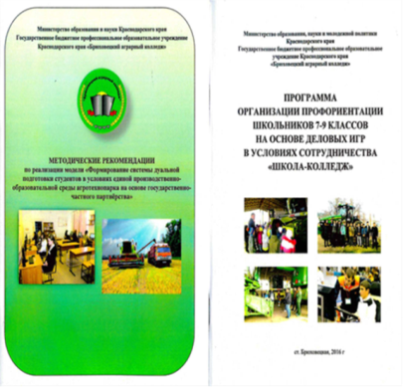 Министерство образования и науки Краснодарского края
Государственное бюджетное профессиональное образовательное учреждение
Краснодарского края «Брюховецкий аграрный колледж»
МЕТОДИЧЕСКИЕ РЕКОМЕНДАЦИИ
по реализации модели «Формирование системы дуальной
подготовки студентов в условиях единой производственно-
образовательной среды агротехнопарка на основе государственно-
частного партнёрства»
Министерство образования, науки и молодежной политики
Краснодарского края
Государственное бюджетное профессиональное образовательное
учреждение Краснодарского края
«Брюховецкий аграрный колледж»
ПРОГРАММА
ОРГАНИЗАЦИИ ПРОФОРИЕНТАЦИИ
ШКОЛЬНИКОВ 7-9 КЛАССОВ
НА ОСНОВЕ ДЕЛОВЫХ ИГР
В УСЛОВИЯХ СОТРУДНИЧЕСТВА
«ШКОЛА-КОЛЛЕДЖ»
ст. Брюховецкая, 2016 г